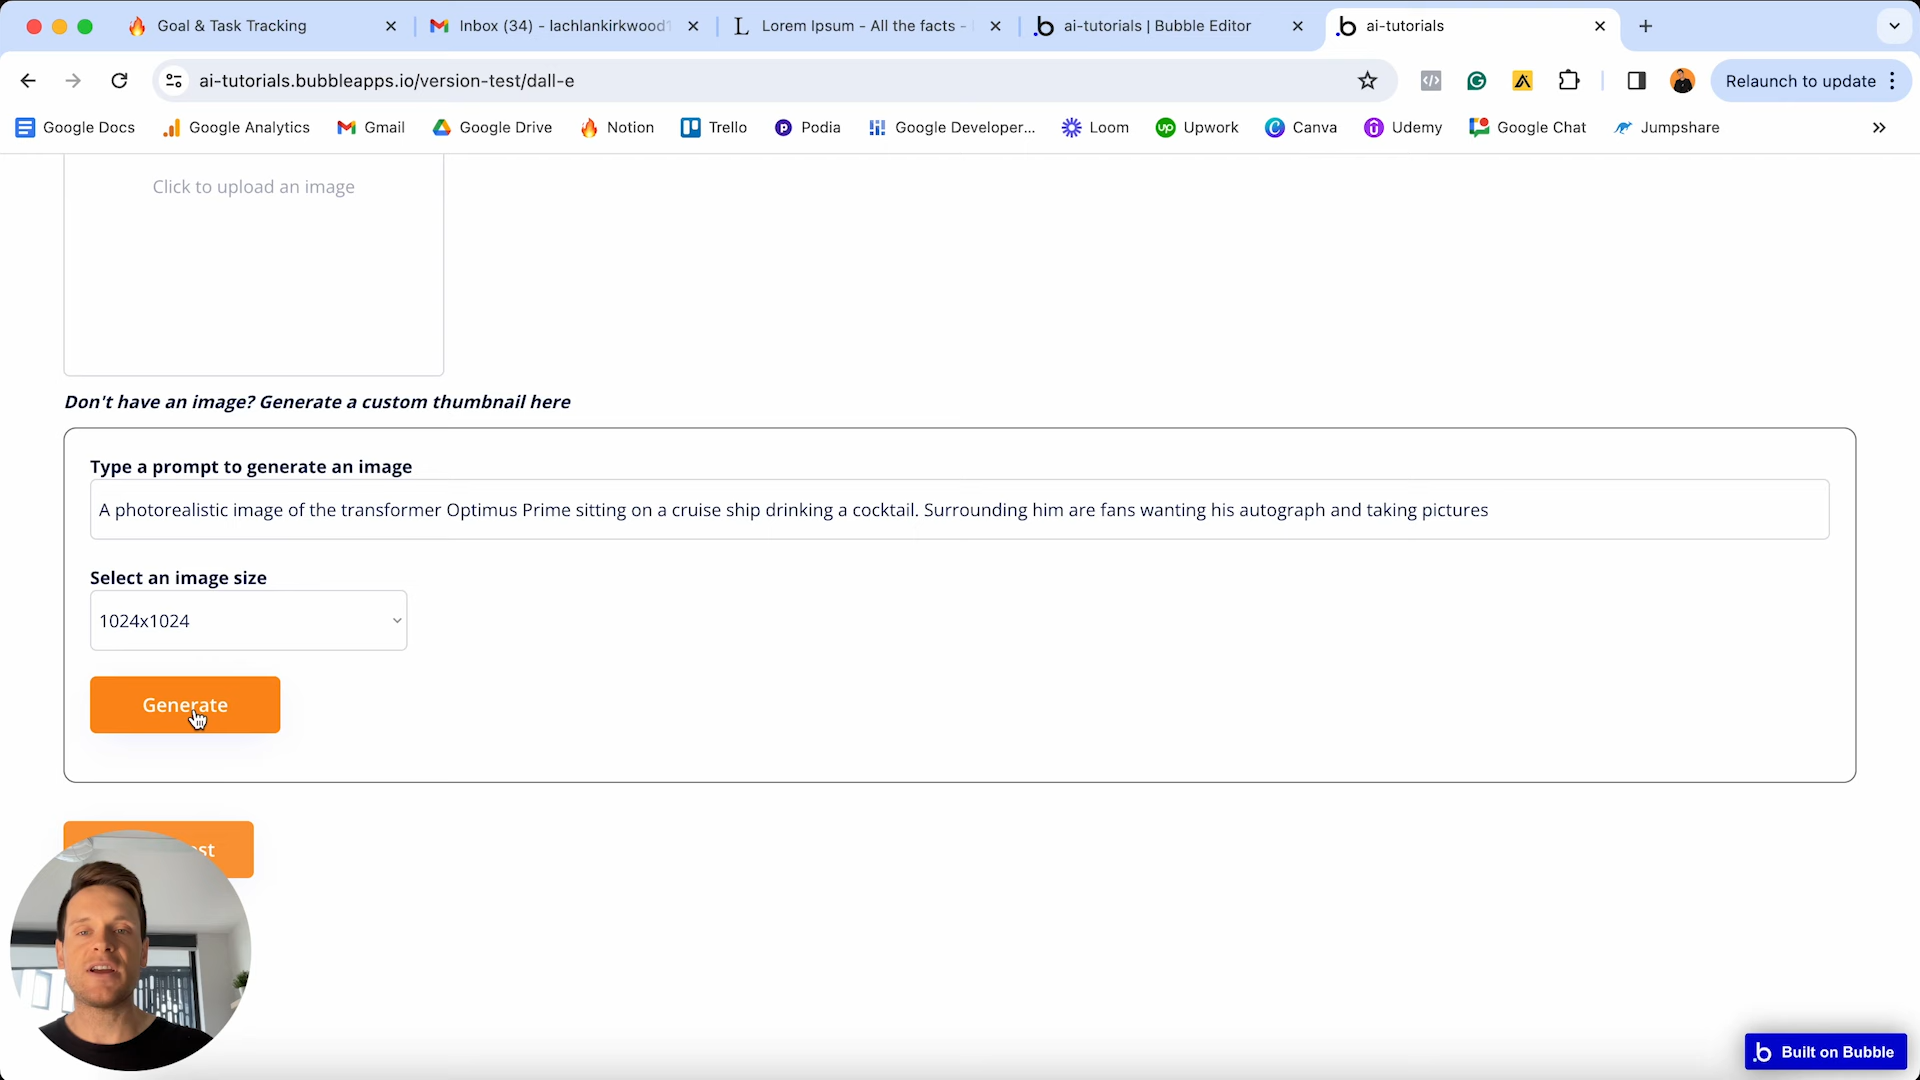 Goal & Task Tracking
Inbox (34) - lachlankirkwood1
Lorem Ipsum - All the facts -
ai-tutorials | Bubble Editor
ai-tutorials
ai-tutorials.bubbleapps.io/version-test/dall-e
Relaunch to update
Google Docs
Google Analytics
Gmail
Google Drive
Notion
Trello
Podia
Google Developer...
Loom
Upwork
Canva
Udemy
Google Chat
Jumpshare
Click to upload an image
Don't have an image? Generate a custom thumbnail here
Type a prompt to generate an image
A photorealistic image of the transformer Optimus Prime sitting on a cruise ship drinking a cocktail. Surrounding him are fans wanting his autograph and taking pictures
Select an image size
1024x1024
Generate
Built on Bubble